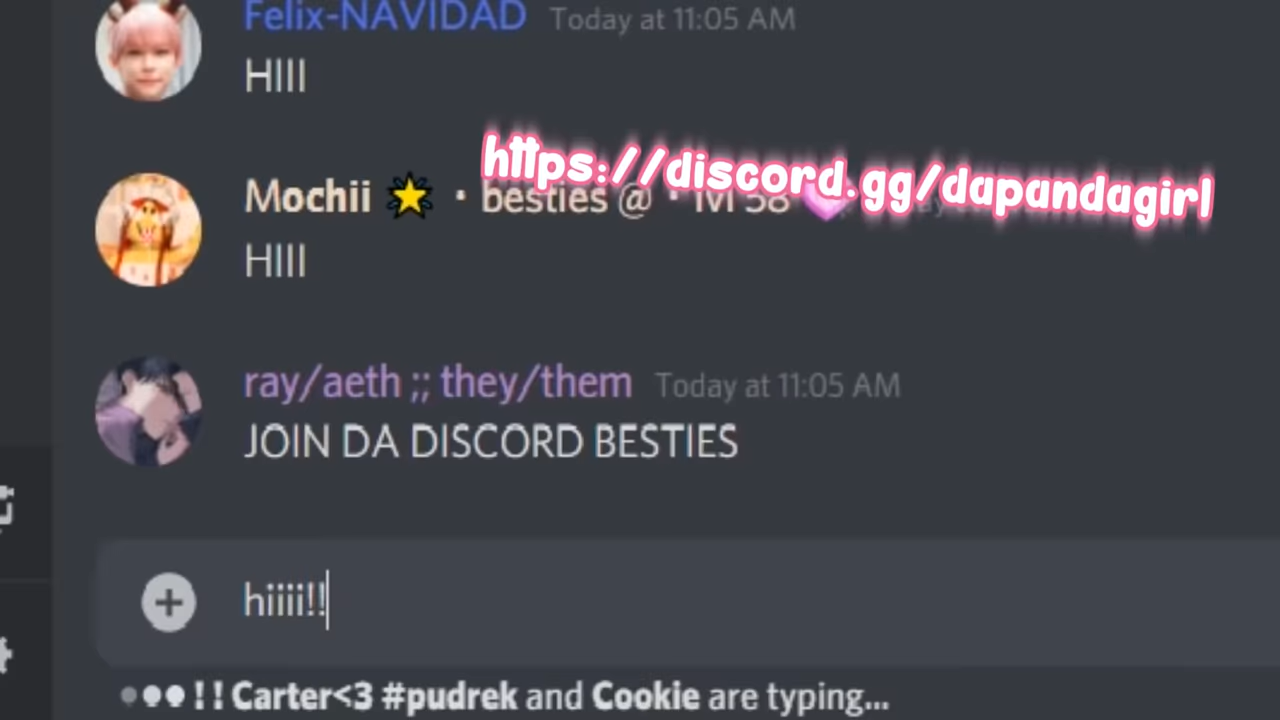 Felix-NAVIDAD Today at 11:05 AM
HIII
https://discord.gg/dapandagirl
Mochii ⭐ • besties @ • lvl 58
HIII
ray/aeth ;; they/them Today at 11:05 AM
JOIN DA DISCORD BESTIES
hiiii!!
!! Carter<3 #pudrek and Cookie are typing...